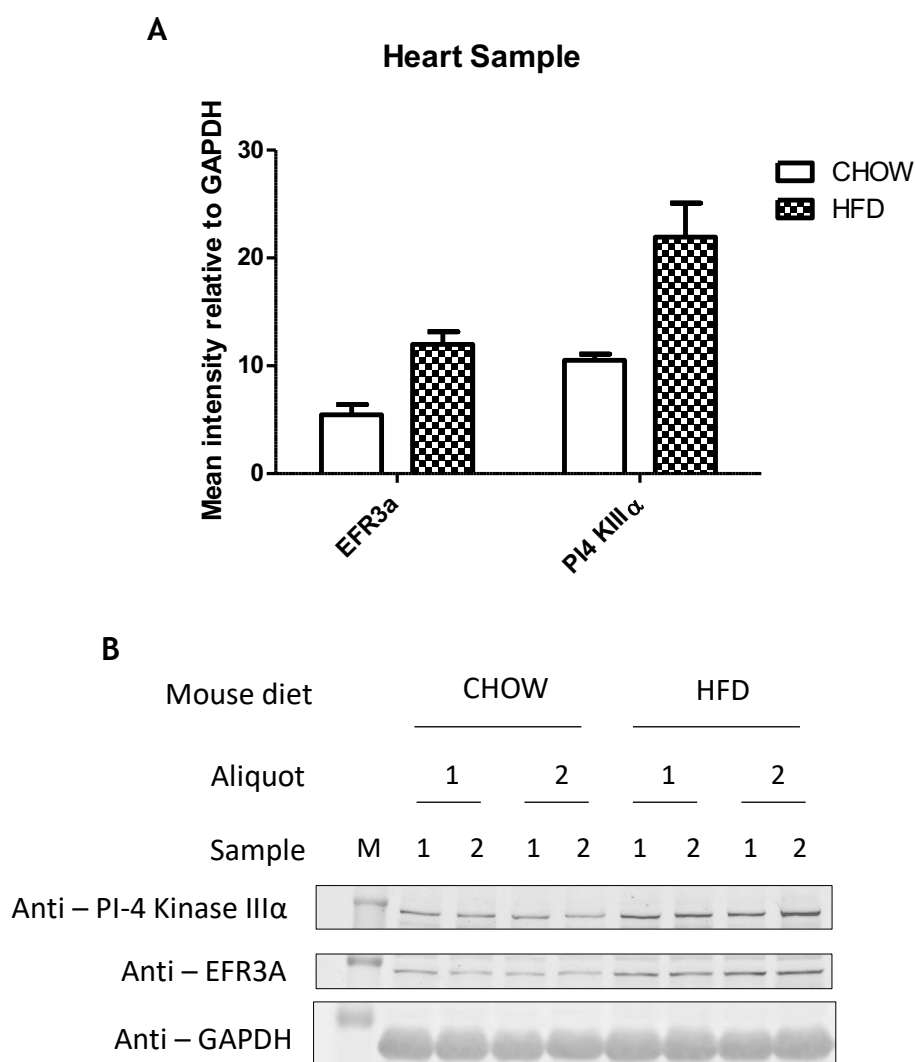 A
Heart Sample
Mean intensity relative to GAPDH
30
20
10
0
CHOW
HFD
EFR3a
PI4 KIIIα
B
Mouse diet CHOW HFD
Aliquot 1 2 1 2
Sample M 1 2 1 2 1 2 1 2
Anti – PI-4 Kinase IIIα
Anti – EFR3A
Anti – GAPDH